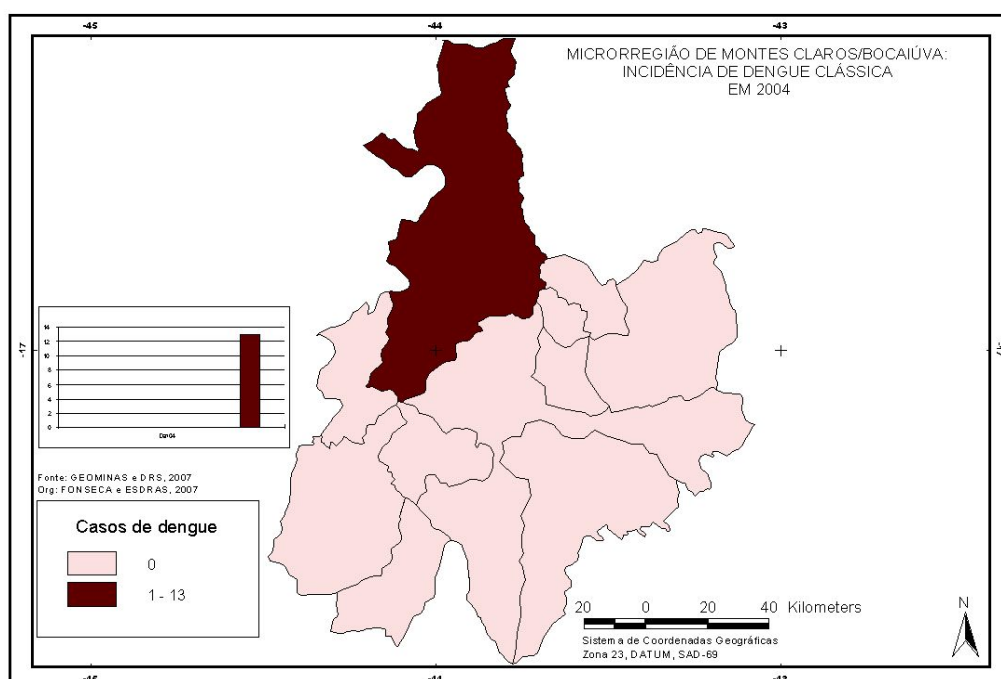 -45 -44 -43
MICRORREGIÃO DE MONTES CLAROS/BOCAIÚVA:
INCIDÊNCIA DE DENGUE CLÁSSICA
EM 2004
-17
14
12
10
8
6
4
2
0
Den04
Fonte: GEOMINAS e DRS, 2007
Org: FONSECA e ESDRAS, 2007
Casos de dengue
0
1 - 13
20 0 20 40 Kilometers
Sistema de Coordenadas Geográficas
Zona 23, DATUM, SAD-69
N
-44